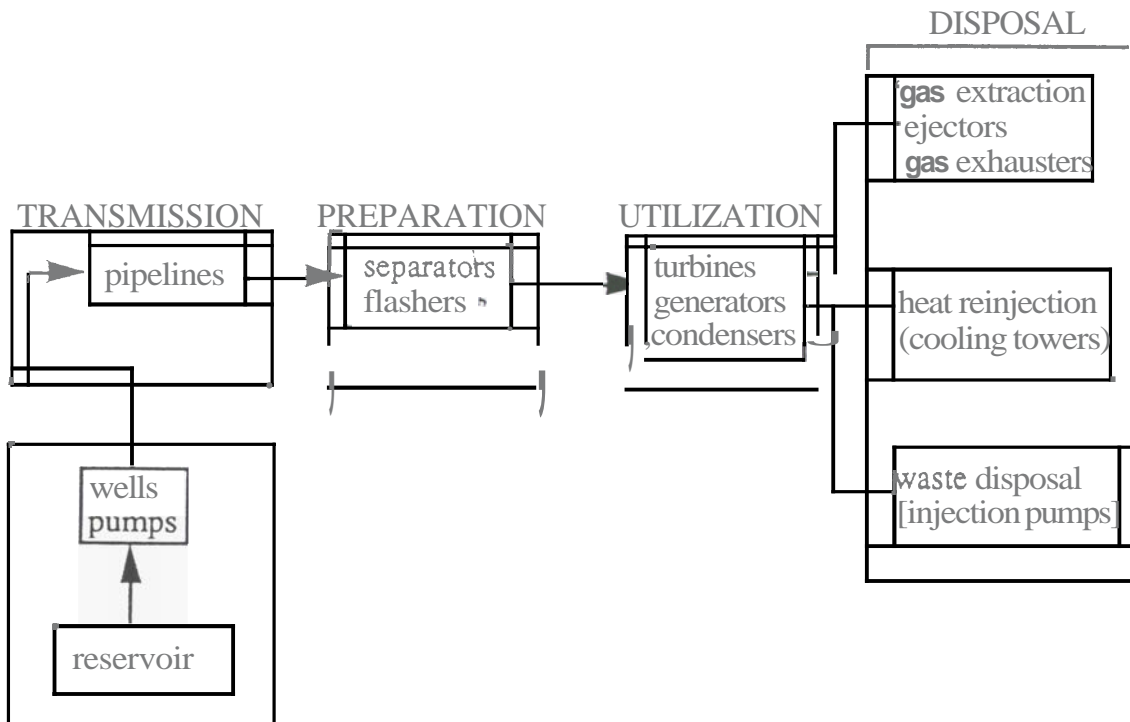 DISPOSAL
gas extraction
ejectors
gas exhausters
TRANSMISSION
PREPARATION
UTILIZATION
pipelines
separators
flashers
turbines
generators
,condensers
heat reinjection
(cooling towers)
wells
pumps
waste disposal
[injection pumps]
reservoir